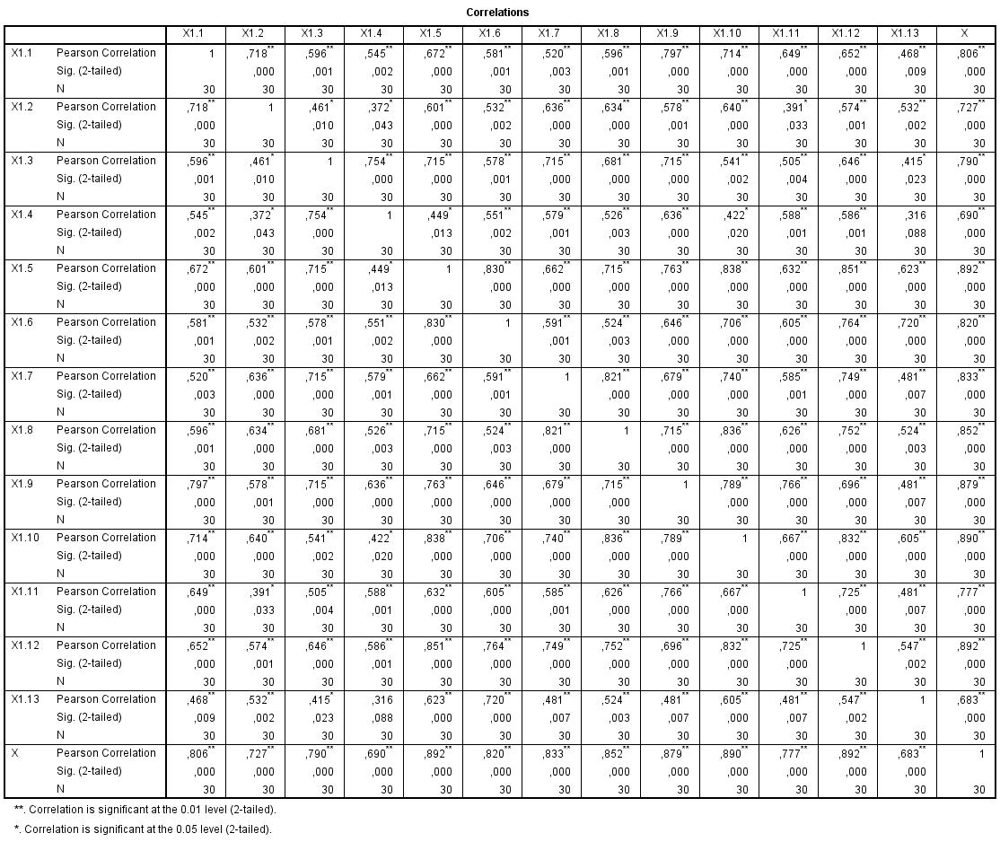 Correlations
X1.1 X1.2 X1.3 X1.4 X1.5 X1.6 X1.7 X1.8 X1.9 X1.10 X1.11 X1.12 X1.13 X
X1.1 Pearson Correlation 1 ,718** ,596** ,545** ,672** ,581** ,520** ,596** ,797** ,714** ,649** ,652** ,468** ,806**
Sig. (2-tailed) ,000 ,001 ,002 ,000 ,001 ,003 ,001 ,000 ,000 ,000 ,000 ,009 ,000
N 30 30 30 30 30 30 30 30 30 30 30 30 30 30
X1.2 Pearson Correlation ,718** 1 ,461* ,372* ,601** ,532** ,636** ,634** ,578** ,640** ,391* ,574** ,532** ,727**
Sig. (2-tailed) ,000 ,010 ,043 ,000 ,002 ,000 ,000 ,001 ,000 ,033 ,001 ,002 ,000
N 30 30 30 30 30 30 30 30 30 30 30 30 30 30
X1.3 Pearson Correlation ,596** ,461* 1 ,754** ,715** ,578** ,715** ,681** ,715** ,541** ,505** ,646** ,415* ,790**
Sig. (2-tailed) ,001 ,010 ,000 ,000 ,001 ,000 ,000 ,000 ,002 ,004 ,000 ,023 ,000
N 30 30 30 30 30 30 30 30 30 30 30 30 30 30
X1.4 Pearson Correlation ,545** ,372* ,754** 1 ,449* ,551** ,579** ,526** ,636** ,422* ,588** ,586** ,316 ,690**
Sig. (2-tailed) ,002 ,043 ,000 ,013 ,002 ,001 ,003 ,000 ,020 ,001 ,001 ,088 ,000
N 30 30 30 30 30 30 30 30 30 30 30 30 30 30
X1.5 Pearson Correlation ,672** ,601** ,715** ,449* 1 ,830** ,662** ,715** ,763** ,838** ,632** ,851** ,623** ,892**
Sig. (2-tailed) ,000 ,000 ,000 ,013 ,000 ,000 ,000 ,000 ,000 ,000 ,000 ,000 ,000
N 30 30 30 30 30 30 30 30 30 30 30 30 30 30
X1.6 Pearson Correlation ,581** ,532** ,578** ,551** ,830** 1 ,591** ,524** ,646** ,706** ,605** ,764** ,720** ,820**
Sig. (2-tailed) ,001 ,002 ,001 ,002 ,000 ,001 ,003 ,000 ,000 ,000 ,000 ,000 ,000
N 30 30 30 30 30 30 30 30 30 30 30 30 30 30
X1.7 Pearson Correlation ,520** ,636** ,715** ,579** ,662** ,591** 1 ,821** ,679** ,740** ,585** ,749** ,481** ,833**
Sig. (2-tailed) ,003 ,000 ,000 ,001 ,000 ,001 ,000 ,000 ,000 ,001 ,000 ,007 ,000
N 30 30 30 30 30 30 30 30 30 30 30 30 30 30
X1.8 Pearson Correlation ,596** ,634** ,681** ,526** ,715** ,524** ,821** 1 ,715** ,836** ,626** ,752** ,524** ,852**
Sig. (2-tailed) ,001 ,000 ,000 ,003 ,000 ,003 ,000 ,000 ,000 ,000 ,000 ,003 ,000
N 30 30 30 30 30 30 30 30 30 30 30 30 30 30
X1.9 Pearson Correlation ,797** ,578** ,715** ,636** ,763** ,646** ,679** ,715** 1 ,789** ,766** ,696** ,481** ,879**
Sig. (2-tailed) ,000 ,001 ,000 ,000 ,000 ,000 ,000 ,000 ,000 ,000 ,000 ,007 ,000
N 30 30 30 30 30 30 30 30 30 30 30 30 30 30
X1.10 Pearson Correlation ,714** ,640** ,541** ,422* ,838** ,706** ,740** ,836** ,789** 1 ,667** ,832** ,605** ,890**
Sig. (2-tailed) ,000 ,000 ,002 ,020 ,000 ,000 ,000 ,000 ,000 ,000 ,000 ,000 ,000
N 30 30 30 30 30 30 30 30 30 30 30 30 30 30
X1.11 Pearson Correlation ,649** ,391* ,505** ,588** ,632** ,605** ,585** ,626** ,766** ,667** 1 ,725** ,481** ,777**
Sig. (2-tailed) ,000 ,033 ,004 ,001 ,000 ,000 ,001 ,000 ,000 ,000 ,000 ,007 ,000
N 30 30 30 30 30 30 30 30 30 30 30 30 30 30
X1.12 Pearson Correlation ,652** ,574** ,646** ,586** ,851** ,764** ,749** ,752** ,696** ,832** ,725** 1 ,547** ,892**
Sig. (2-tailed) ,000 ,001 ,000 ,001 ,000 ,000 ,000 ,000 ,000 ,000 ,000 ,002 ,000
N 30 30 30 30 30 30 30 30 30 30 30 30 30 30
X1.13 Pearson Correlation ,468** ,532** ,415* ,316 ,623** ,720** ,481** ,524** ,481** ,605** ,481** ,547** 1 ,683**
Sig. (2-tailed) ,009 ,002 ,023 ,088 ,000 ,000 ,007 ,003 ,007 ,000 ,007 ,002 ,000
N 30 30 30 30 30 30 30 30 30 30 30 30 30 30
X Pearson Correlation ,806** ,727** ,790** ,690** ,892** ,820** ,833** ,852** ,879** ,890** ,777** ,892** ,683** 1
Sig. (2-tailed) ,000 ,000 ,000 ,000 ,000 ,000 ,000 ,000 ,000 ,000 ,000 ,000 ,000
N 30 30 30 30 30 30 30 30 30 30 30 30 30 30
**. Correlation is significant at the 0.01 level (2-tailed).
*. Correlation is significant at the 0.05 level (2-tailed).